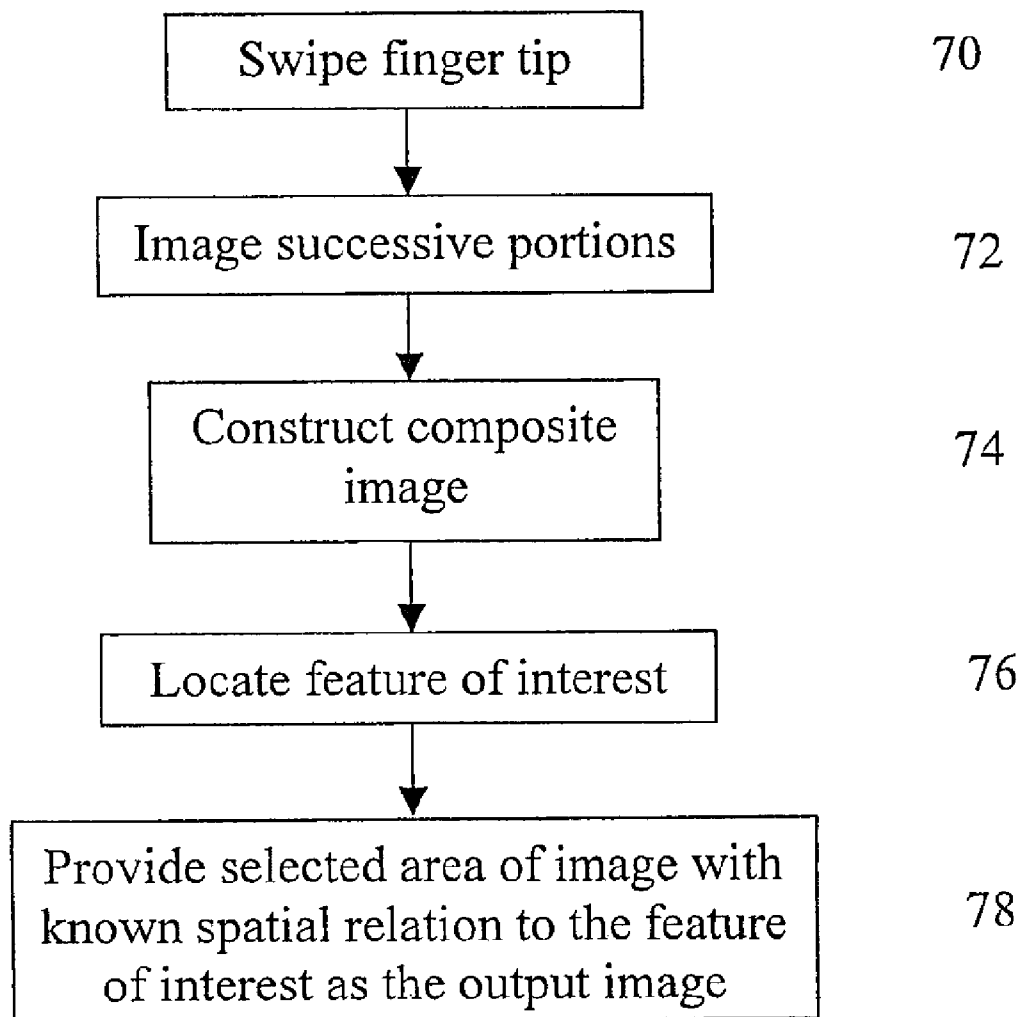 Swipe finger tip
70
Image successive portions
72
Construct composite
image
74
Locate feature of interest
76
Provide selected area of image with
known spatial relation to the feature
of interest as the output image
78